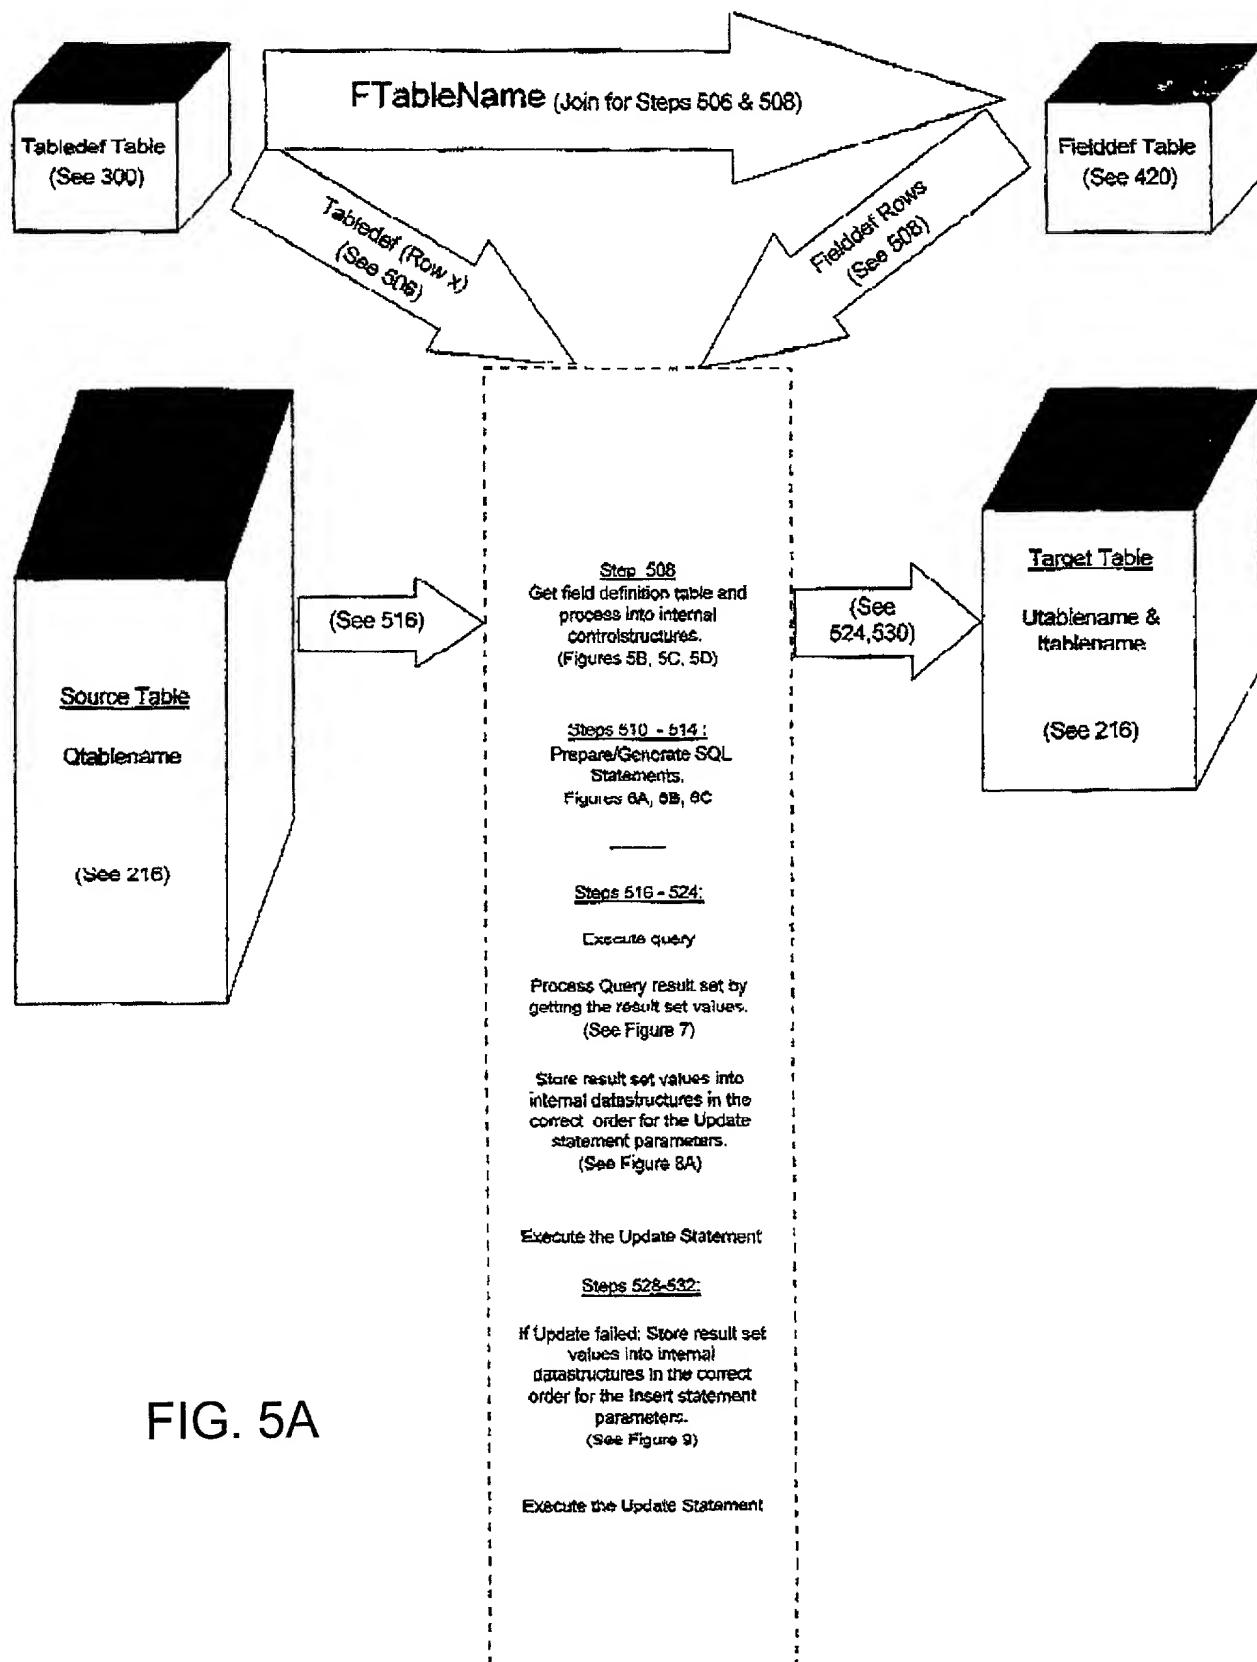 FTableName (Join for Steps 506 & 508)
Tabledef Table
(See 300)
Fielddef Table
(See 420)
Tabledef (Row x)
(See 506)
Fielddef Rows
(See 508)
Source Table
Qtablename
(See 216)
(See 516)
Step 508
Get field definition table and
process into internal
controlstructures.
(Figures 5B, 5C, 5D)
Steps 510 - 514:
Prepare/Generate SQL
Statements.
Figures 6A, 6B, 6C
Steps 516 - 524:
Execute query
Process Query result set by
getting the result set values.
(See Figure 7)
Store result set values into
internal datastructures in the
correct order for the Update
statement parameters.
(See Figure 8A)
Execute the Update Statement
Steps 528-532:
If Update failed: Store result set
values into internal
datastructures in the correct
order for the Insert statement
parameters.
(See Figure 9)
Execute the Update Statement
(See
524,530)
Target Table
Utablename &
Itablename
(See 216)
FIG. 5A